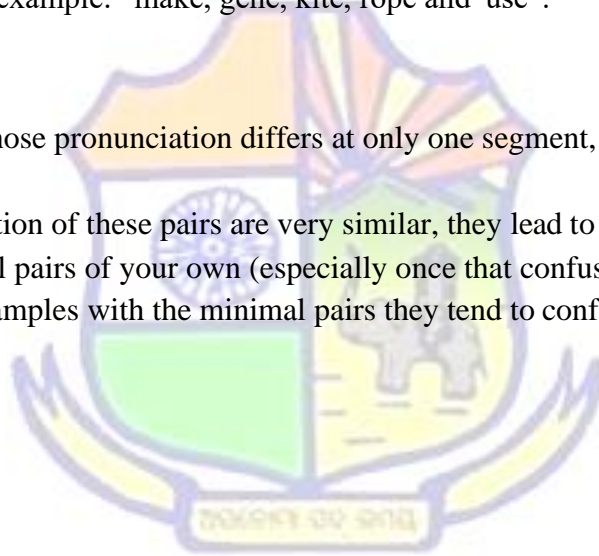 example: make, gene, kite, rope and use .
hose pronunciation differs at only one segment,
tion of these pairs are very similar, they lead to
l pairs of your own (especially once that confus
amples with the minimal pairs they tend to conf